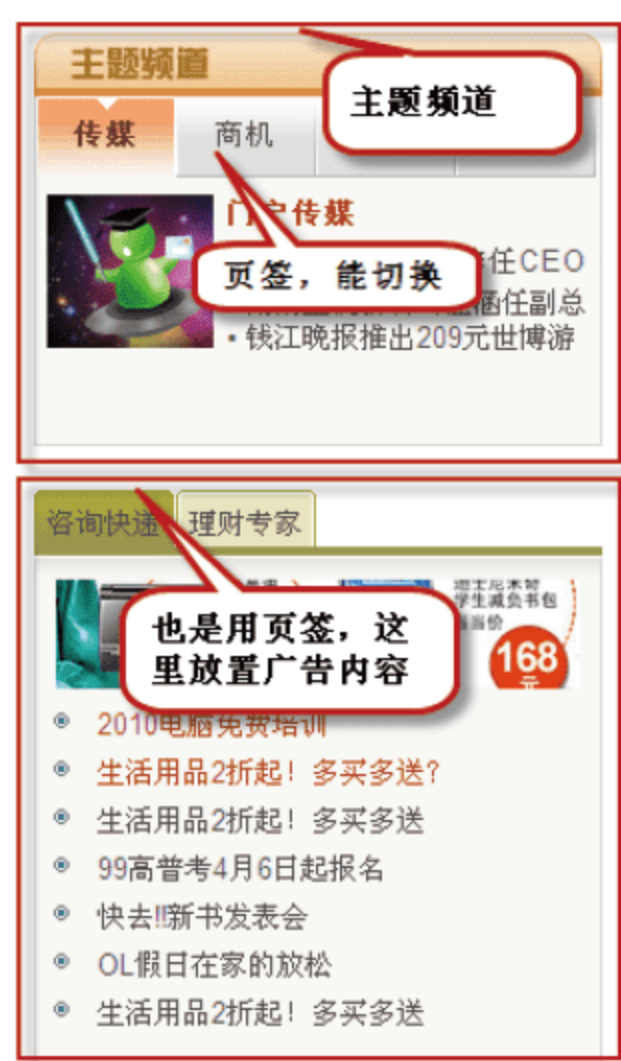 主题频道
主题频道
传媒
商机
门户传媒
任CEO
页签，能切换
涵任副总
• 钱江晚报推出209元世博游
咨询快递
理财专家
学生减负书包
也是用页签，这
里放置广告内容
168
元
2010电脑免费培训
生活用品2折起！多买多送?
生活用品2折起！多买多送
99高普考4月6日起报名
快去!!新书发表会
OL假日在家的放松
生活用品2折起！多买多送